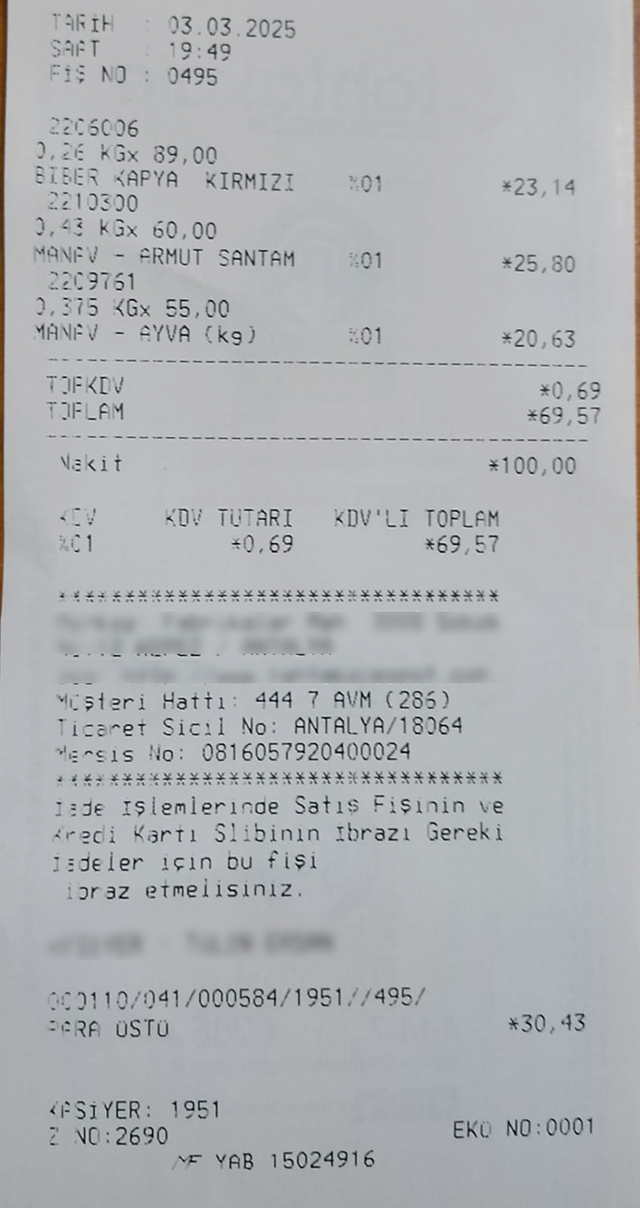 TARİH : 03.03.2025
SAAT : 19:49
FİŞ NO : 0495
2206006
0,26 KGx 89,00
BİBER KAPYA KIRMIZI %01 *23,14
2210300
0,43 KGx 60,00
MANAV - ARMUT SANTAM %01 *25,80
2209761
0,375 KGx 55,00
MANAV - AYVA (kg) %01 *20,63
TOPKDV *0,69
TOPLAM *69,57
Nakit *100,00
KDV KDV TUTARI KDV'LI TOPLAM
%01 *0,69 *69,57
*********************************
Müşteri Hattı: 444 7 AVM (286)
Ticaret Sicil No: ANTALYA/18064
Mersis No: 0816057920400024
*********************************
İade Işlemlerinde Satış Fişinin ve
Kredi Kartı Slibinin Ibrazı Gereki
İadeler için bu fişi
ibraz etmelisiniz.
000110/041/000584/1951//495/
PARA ÜSTÜ *30,43
KASİYER: 1951
Z NO:2690 EKÜ NO:0001
MF YAB 15024916